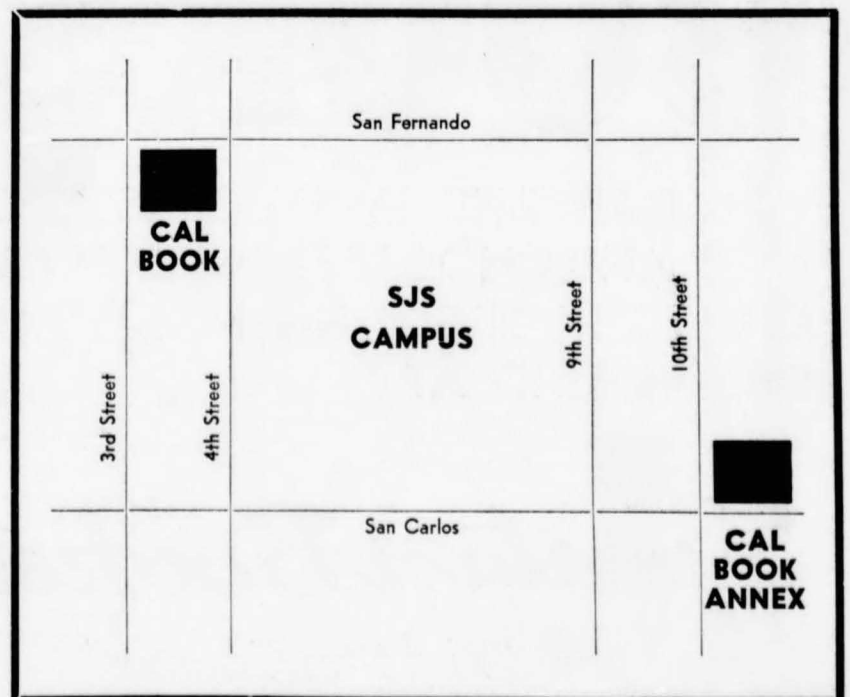 San Fernando
CAL
BOOK
SJS
CAMPUS
3rd Street
4th Street
9th Street
10th Street
San Carlos
CAL
BOOK
ANNEX